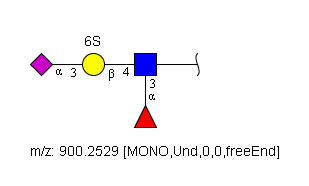 6S
α 3 β 4
3
α
m/z: 900.2529 [MONO,Und,0,0,freeEnd]